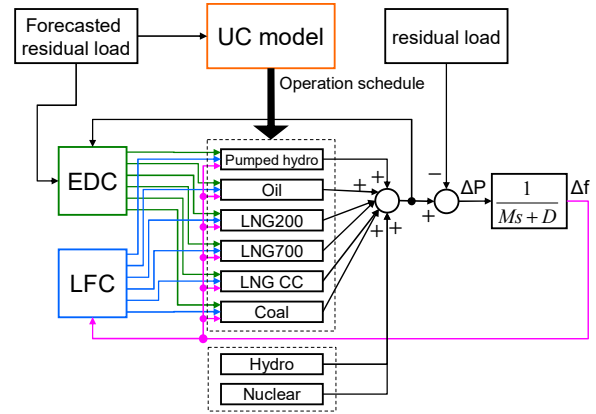 Forecasted
residual load
UC model
residual load
Operation schedule
EDC
LFC
Pumped hydro
Oil
LNG200
LNG700
LNG CC
Coal
Hydro
Nuclear
+
+
+
+
+
−
+
ΔP
1
Ms + D
Δf